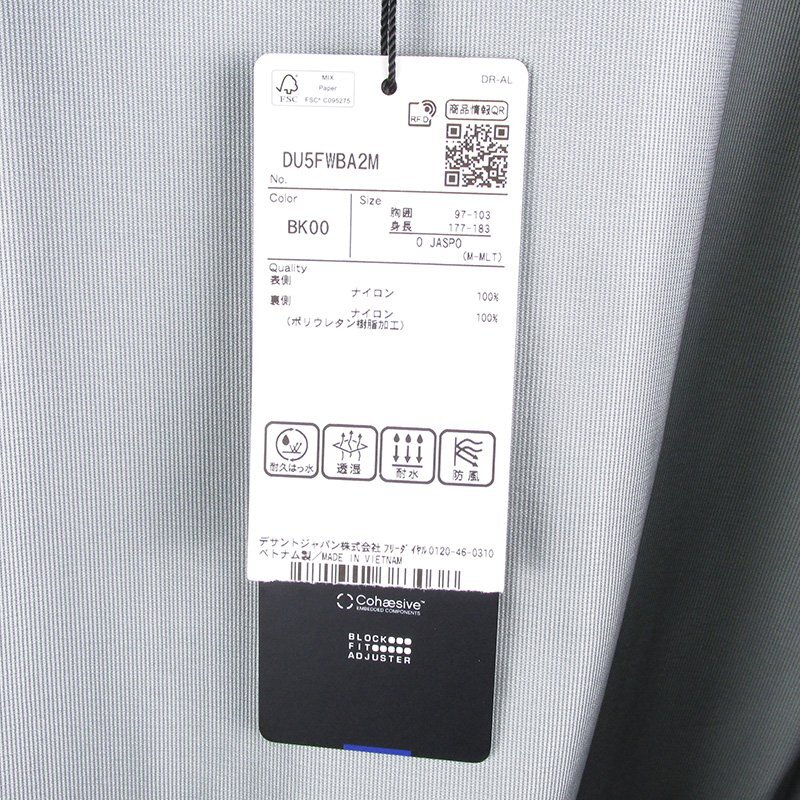 MIX
Paper
FSC® C095275
FSC
DR-AL
RFID
商品情報QR
DU5FWBA2M
No.
Color
BK00
Size
胸囲 97-103
身長 177-183
O JASPO
(M-MLT)
Quality
表側
ナイロン 100%
裏側
ナイロン 100%
(ポリウレタン樹脂加工)
耐久はっ水
透湿
耐水
防風
デサントジャパン株式会社 フリーダイヤル0120-46-0310
ベトナム製/MADE IN VIETNAM
Cohæsive™
EMBEDDED COMPONENTS
BLOCK
FIT
ADJUSTER